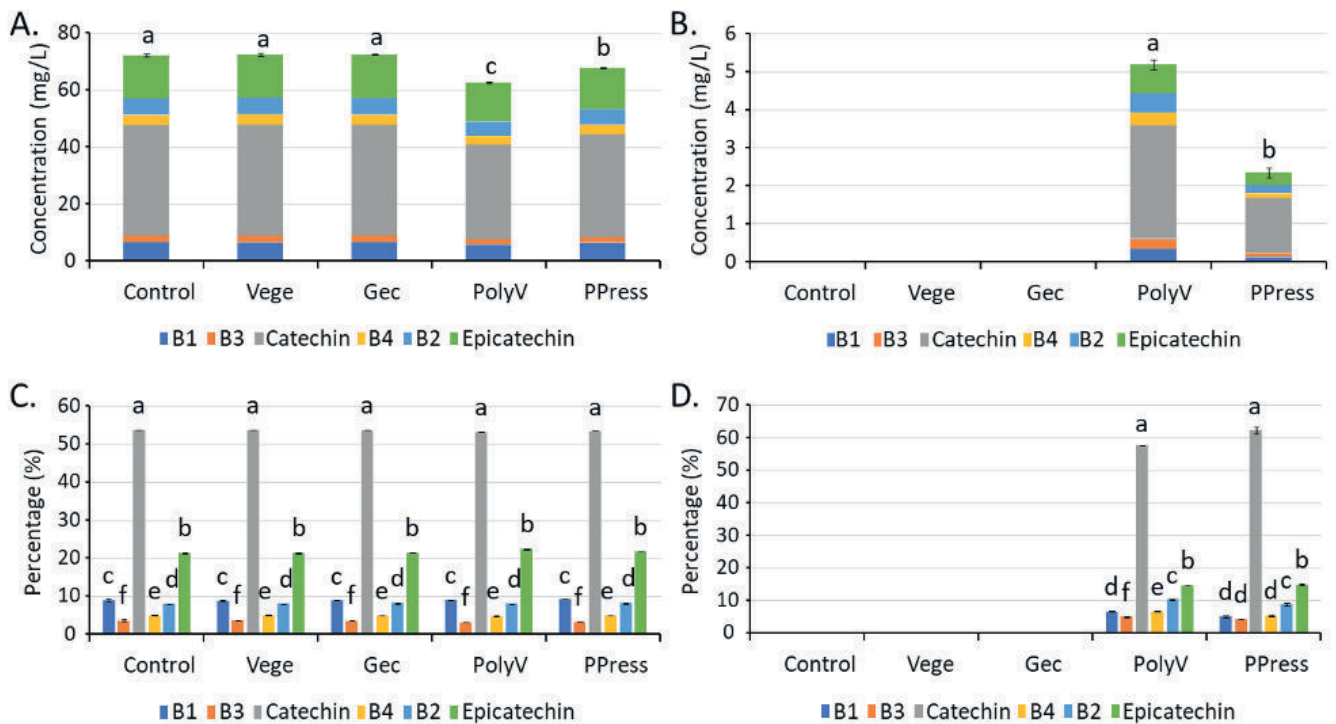 A.
Concentration (mg/L)
80
60
40
20
0
a a a c b
Control Vege Gec PolyV PPress
B1 B3 Catechin B4 B2 Epicatechin
B.
Concentration (mg/L)
6
5
4
3
2
1
0
a
b
Control Vege Gec PolyV PPress
B1 B3 Catechin B4 B2 Epicatechin
C.
Percentage (%)
60
50
40
30
20
10
0
c f a e d b c f a e d b c f a e d b c f a e d b c f a e d b
Control Vege Gec PolyV PPress
B1 B3 Catechin B4 B2 Epicatechin
D.
Percentage (%)
70
60
50
40
30
20
10
0
d f a e c b d d a d c b
Control Vege Gec PolyV PPress
B1 B3 Catechin B4 B2 Epicatechin